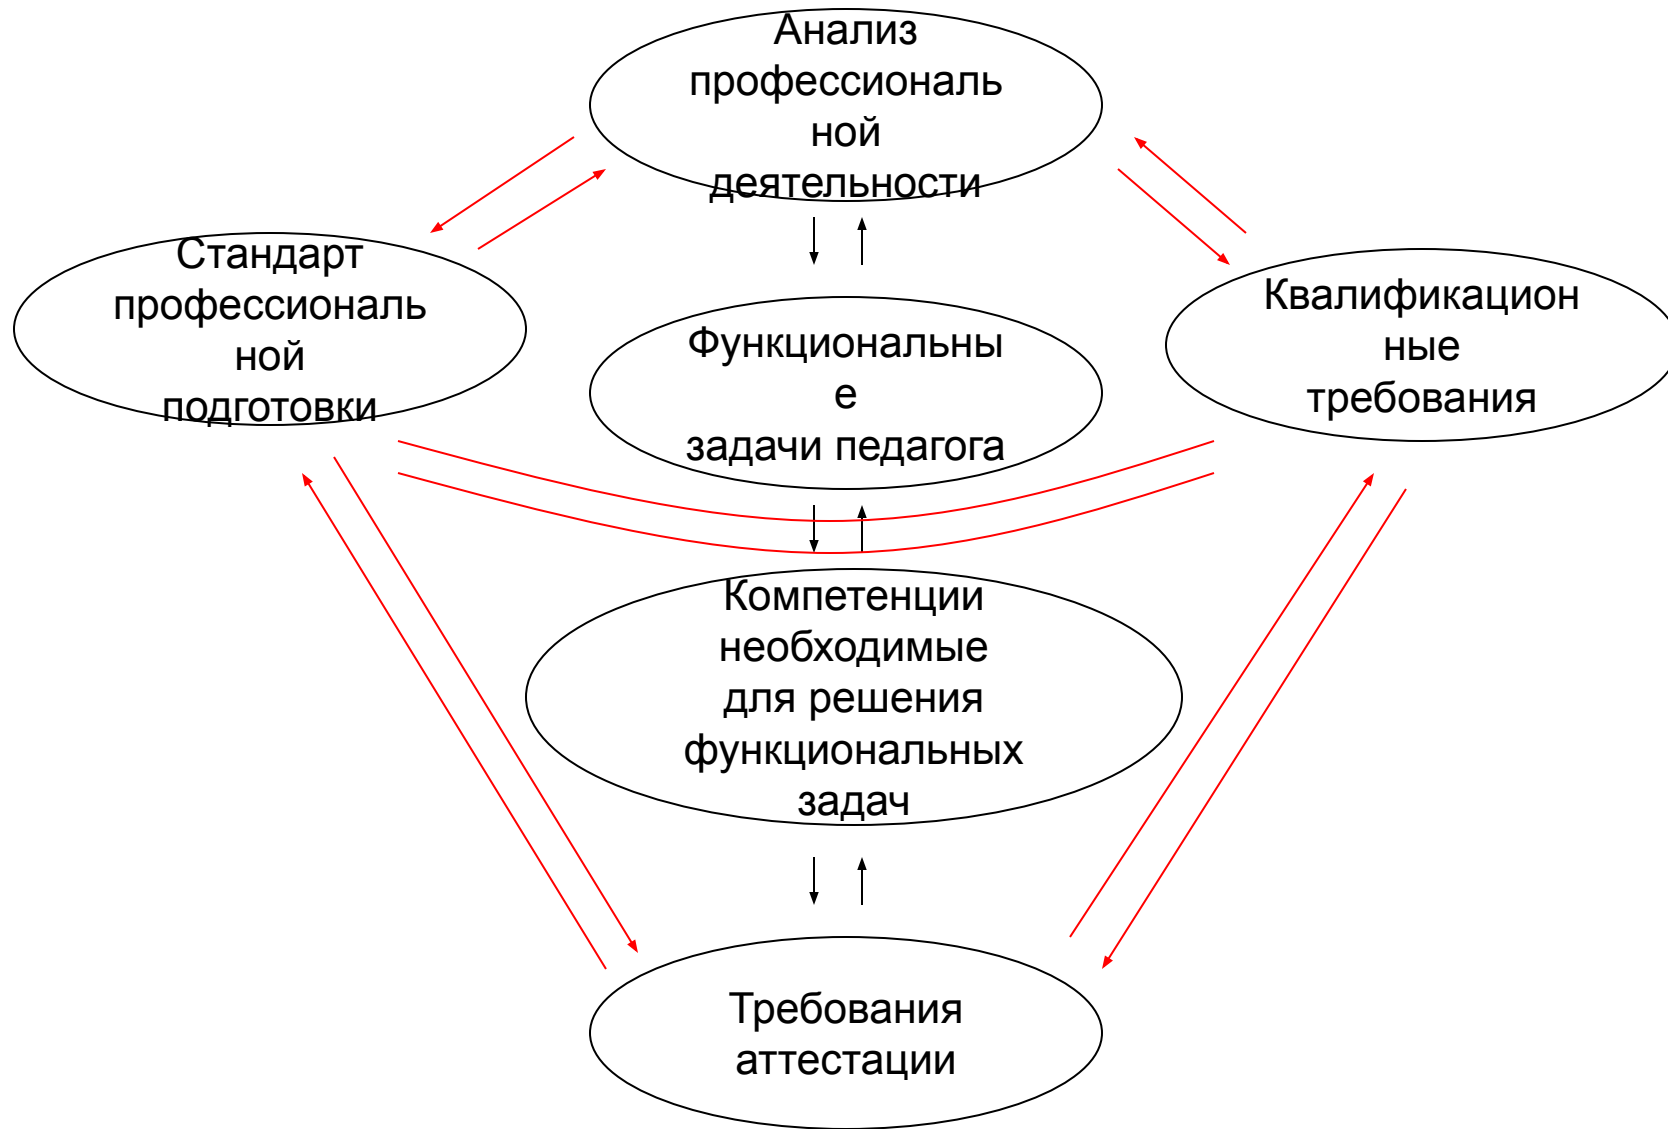 Анализ
профессиональ
ной
деятельности
Стандарт
профессиональ
ной
подготовки
Функциональны
е
задачи педагога
Квалификацион
ные
требования
Компетенции
необходимые
для решения
функциональных
задач
Требования
аттестации